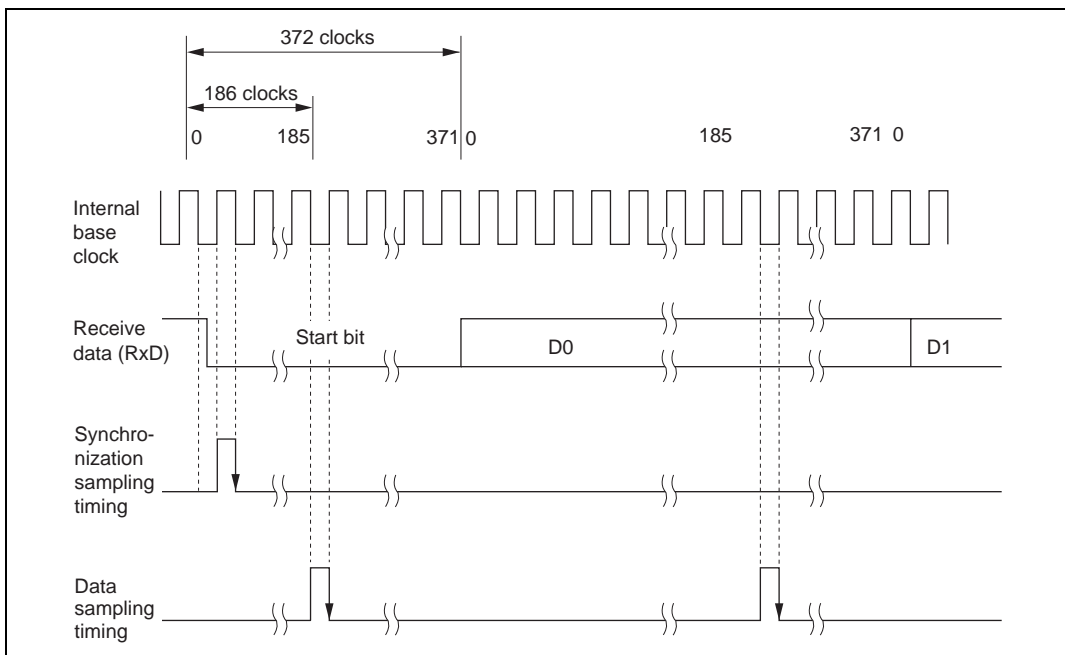 372 clocks
186 clocks
0
185
371 0
185
371 0
Internal
base
clock
Receive
data (RxD)
Start bit
D0
D1
Synchro-
nization
sampling
timing
Data
sampling
timing